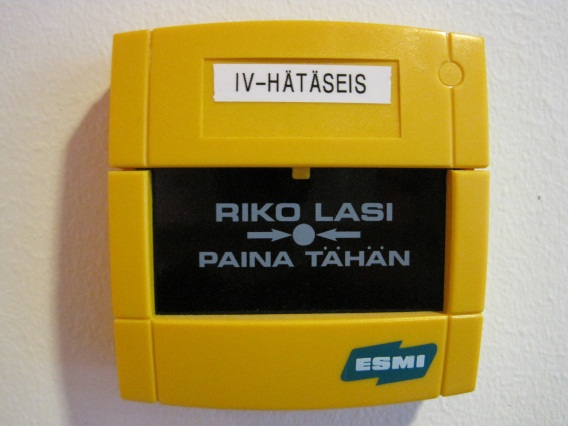 IV-HÄTÄSEIS
RIKO LASI
PAINA TÄHÄN
ESMI